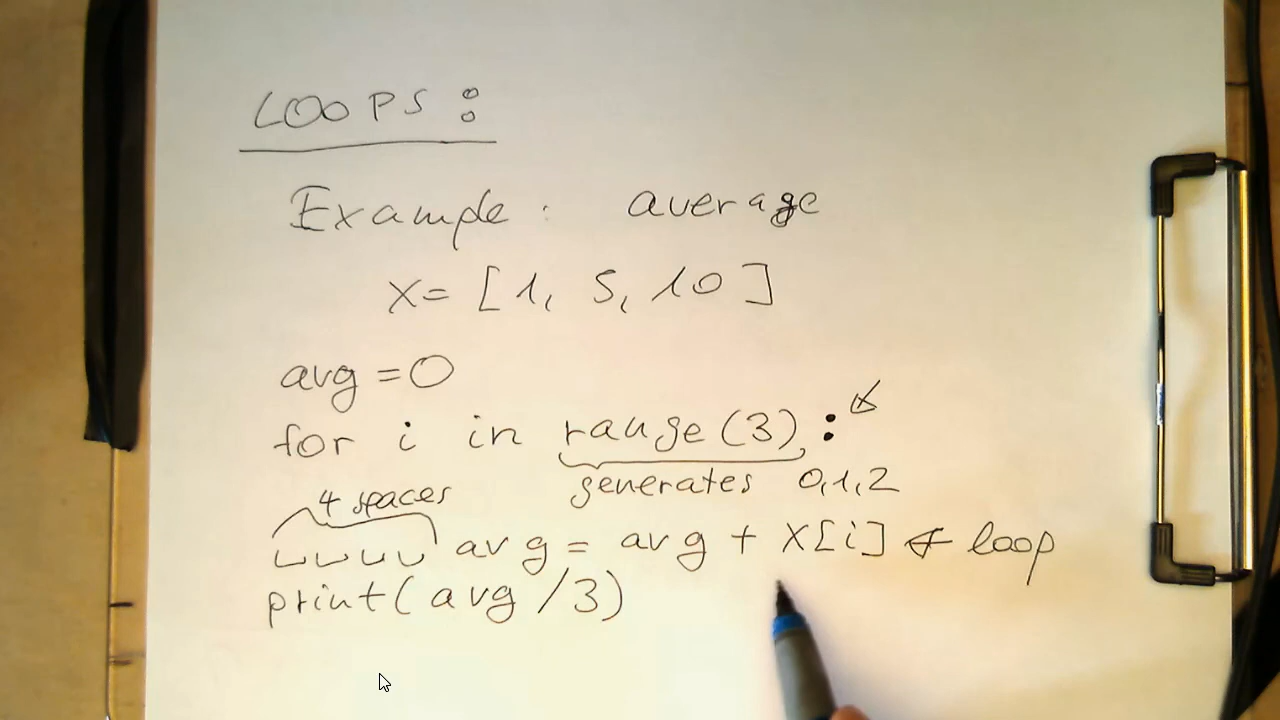 LOOPS:
Example: average
x= [1, 5, 10]
avg =0
for i in range(3):
generates 0,1,2
4 spaces
avg = avg + x[i] ← loop
print(avg/3)